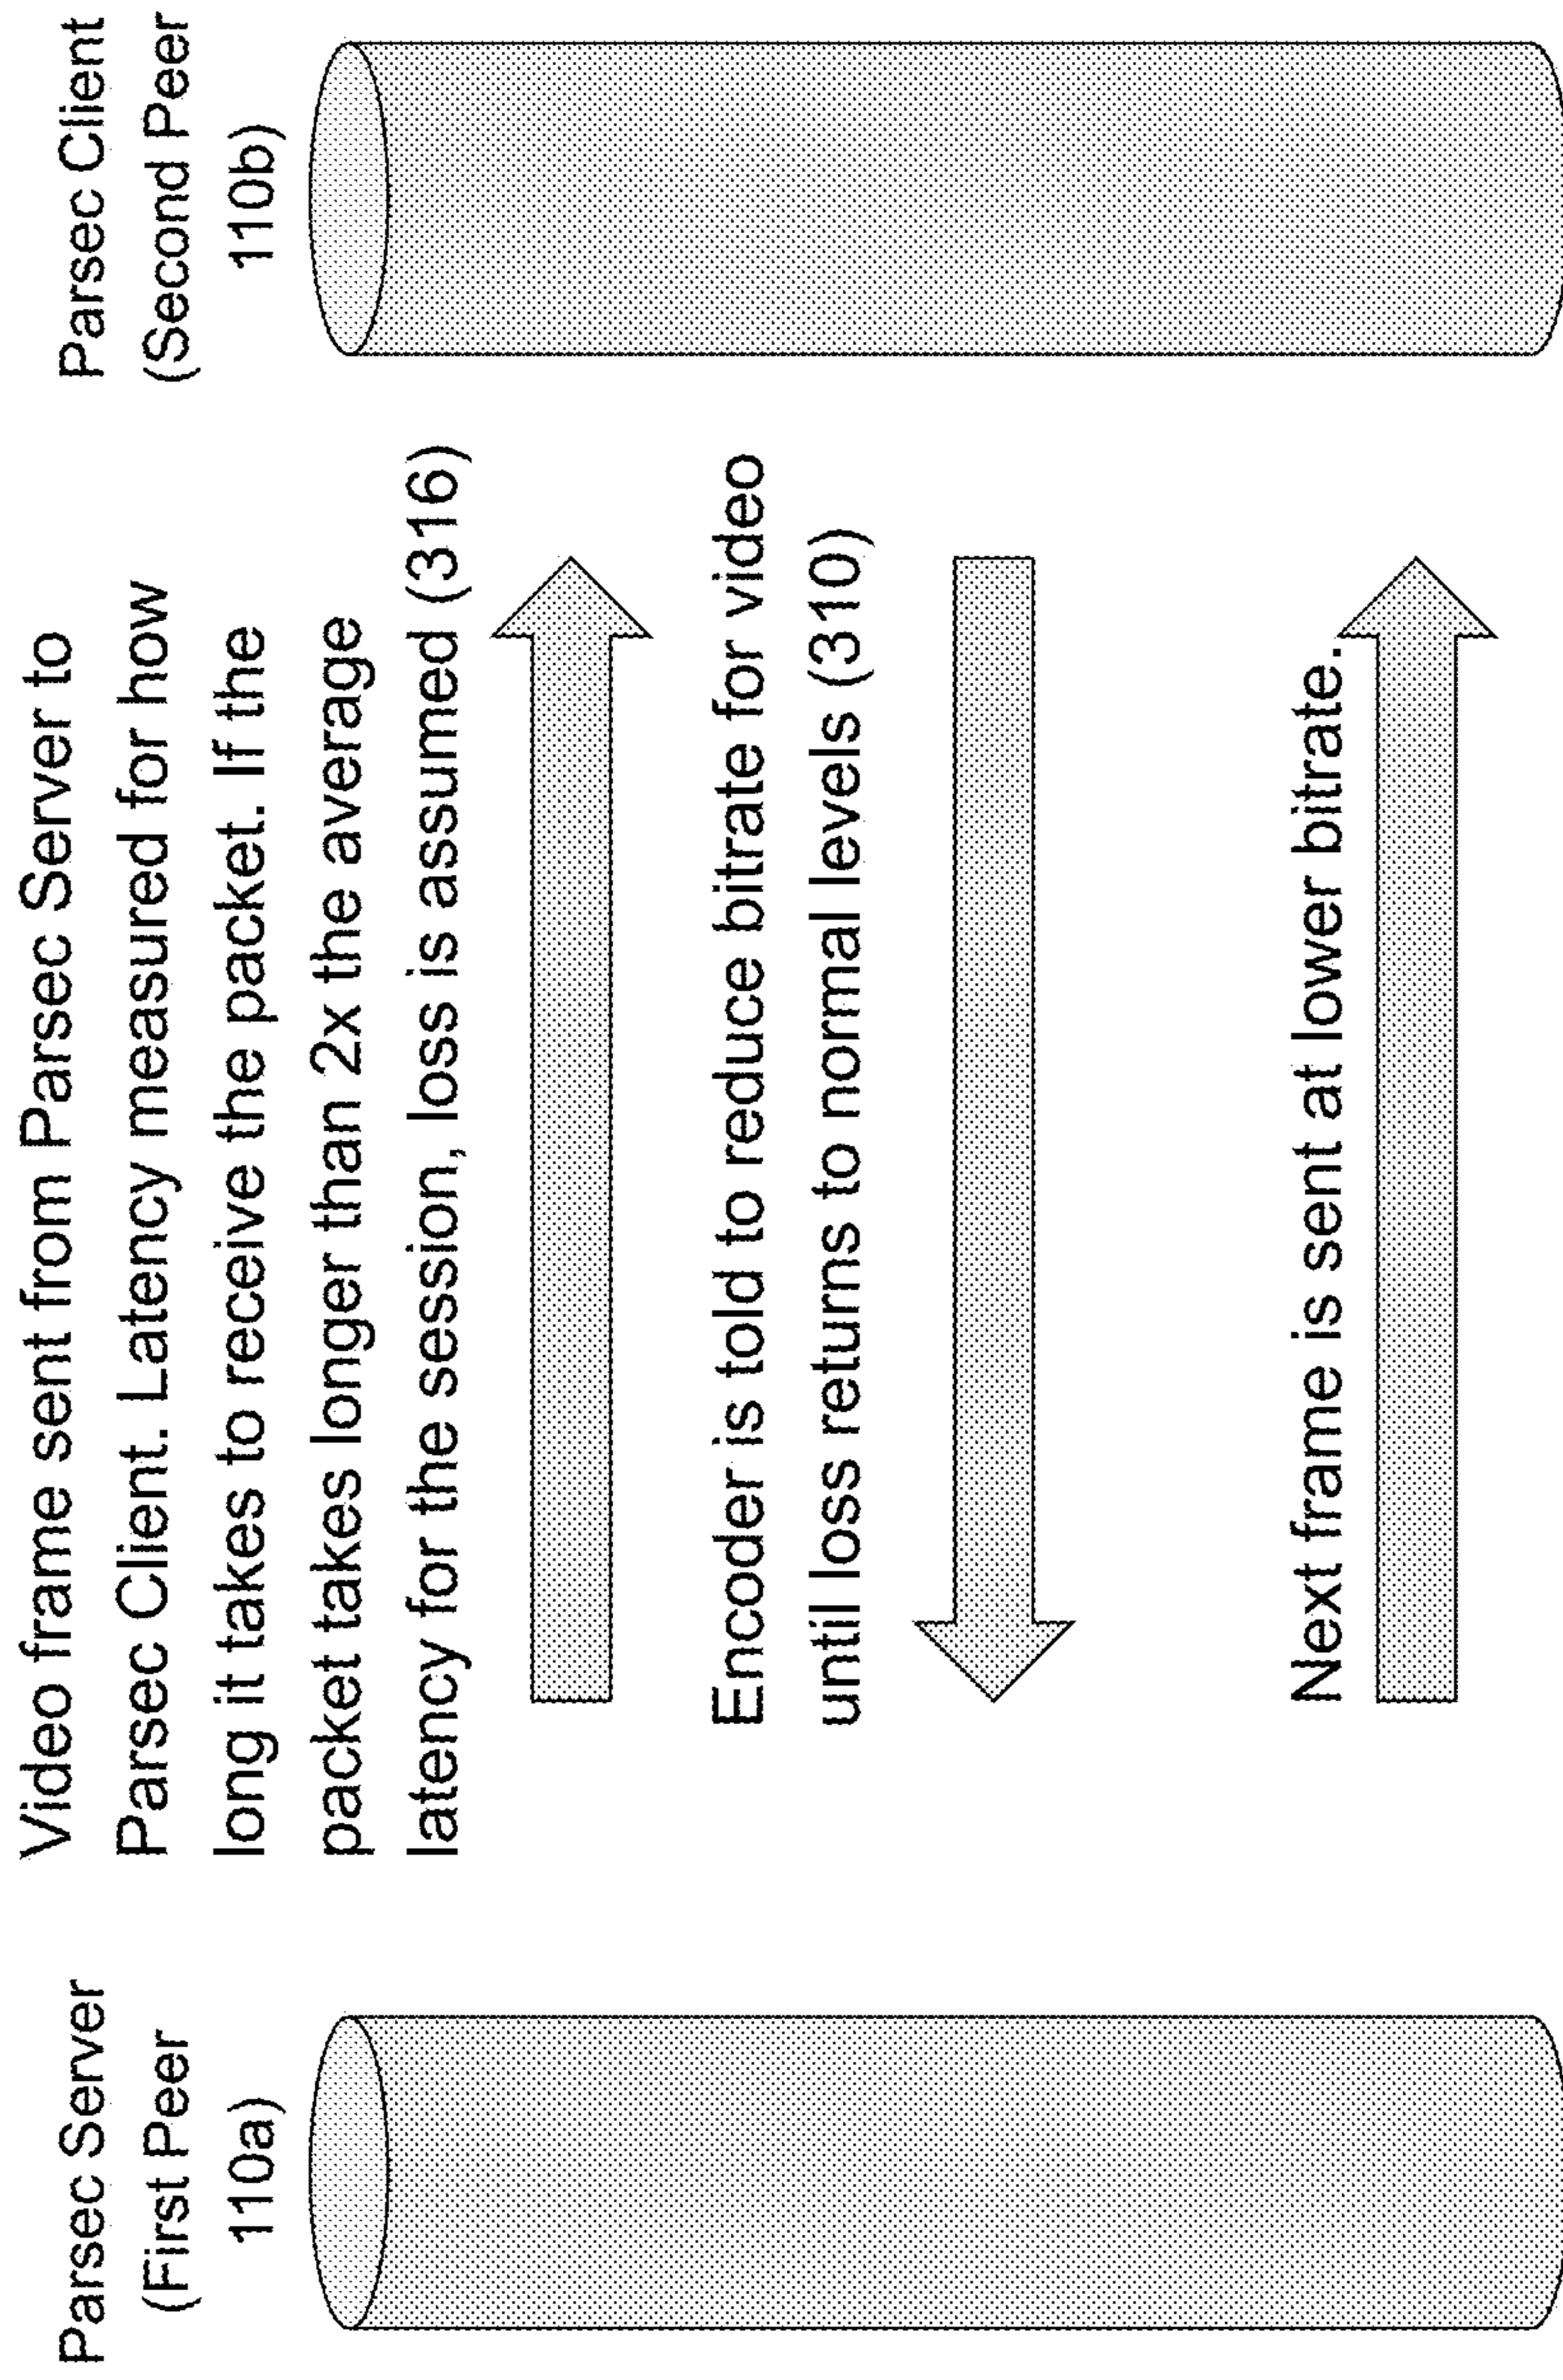 Parsec Server
(First Peer
110a)
Video frame sent from Parsec Server to
Parsec Client. Latency measured for how
long it takes to receive the packet. If the
packet takes longer than 2x the average
latency for the session, loss is assumed (316)
Encoder is told to reduce bitrate for video
until loss returns to normal levels (310)
Next frame is sent at lower bitrate.
Parsec Client
(Second Peer
110b)